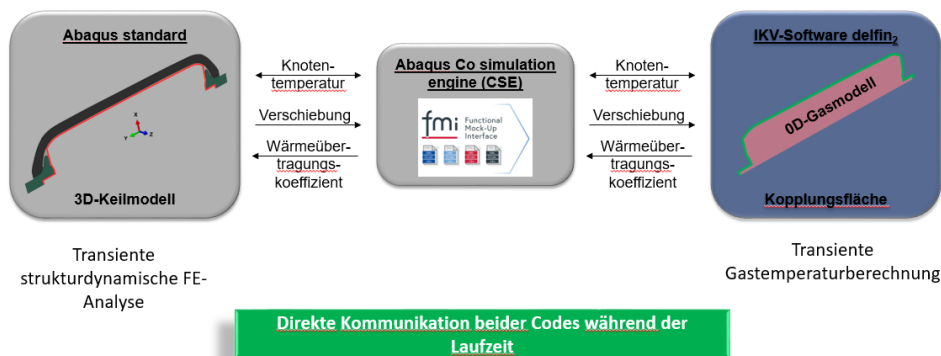 Abaqus standard
X
Y
Z
3D-Keilmodell
Transiente
strukturdynamische FE-
Analyse
Knoten-
temperatur
Verschiebung
Wärmeüber-
tragungs-
koeffizient
Abaqus Co simulation
engine (CSE)
fmi Functional
Mock-Up
Interface
Knoten-
temperatur
Verschiebung
Wärmeüber-
tragungs-
koeffizient
IKV-Software delfin₂
0D-Gasmodell
Kopplungsfläche
Transiente
Gastemperaturberechnung
Direkte Kommunikation beider Codes während der
Laufzeit